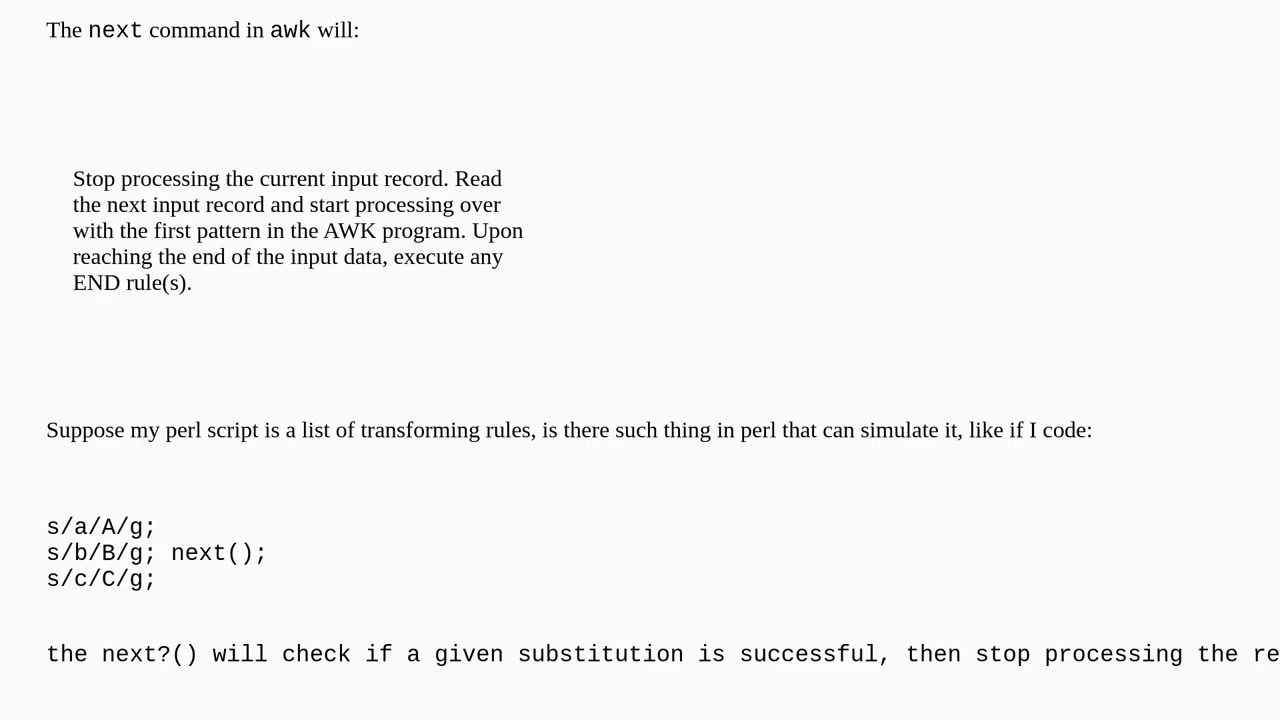 The next command in awk will:
Stop processing the current input record. Read
the next input record and start processing over
with the first pattern in the AWK program. Upon
reaching the end of the input data, execute any
END rule(s).
Suppose my perl script is a list of transforming rules, is there such thing in perl that can simulate it, like if I code:
s/a/A/g;
s/b/B/g; next();
s/c/C/g;
the next?() will check if a given substitution is successful, then stop processing the re